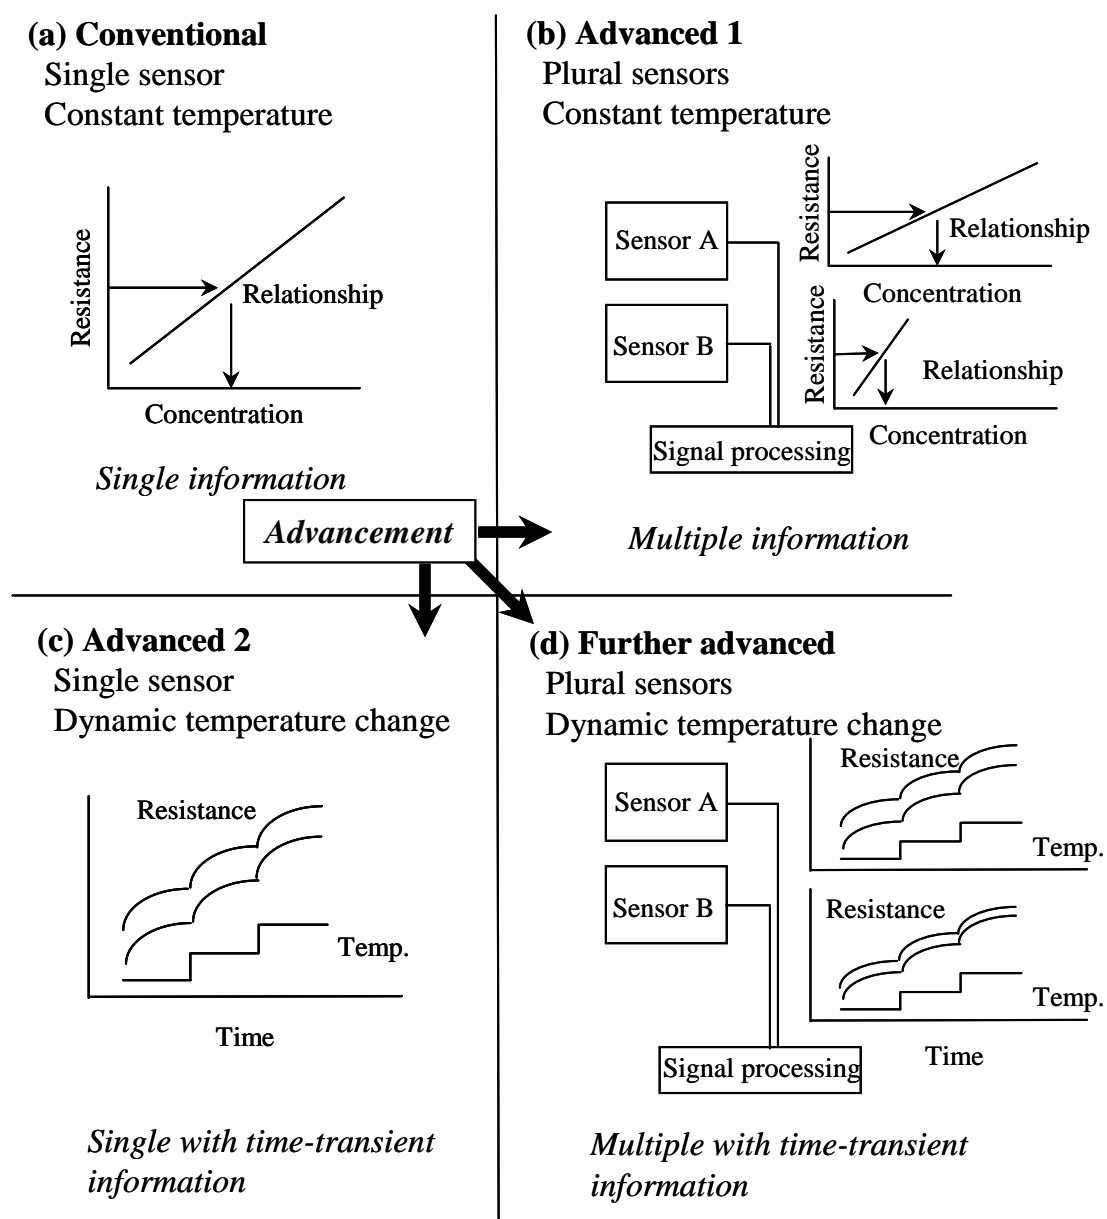 (a) Conventional
Single sensor
Constant temperature
Resistance
Relationship
Concentration
Single information
(b) Advanced 1
Plural sensors
Constant temperature
Sensor A
Sensor B
Signal processing
Resistance
Relationship
Concentration
Resistance
Relationship
Concentration
Multiple information
Advancement
(c) Advanced 2
Single sensor
Dynamic temperature change
Resistance
Temp.
Time
Single with time-transient
information
(d) Further advanced
Plural sensors
Dynamic temperature change
Sensor A
Sensor B
Signal processing
Resistance
Temp.
Resistance
Temp.
Time
Multiple with time-transient
information